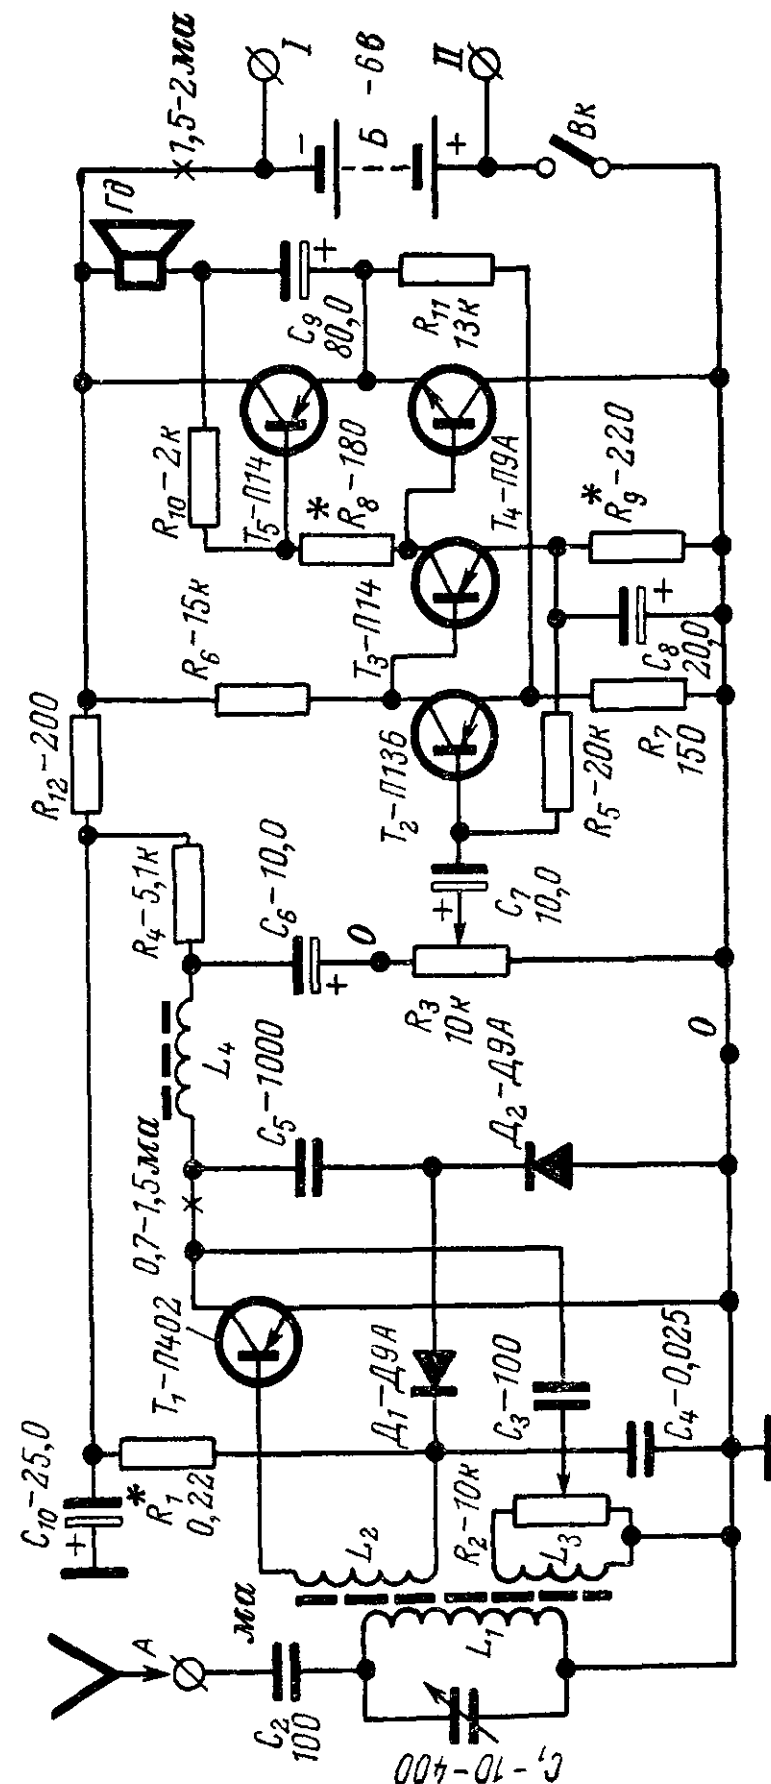 А
C₂
100
C₁-10-400
ма
L₁
L₂
L₃
C₁₀-25,0
+
*
R₁
0,22
T₁-П402
0,7-1,5ма
Д₁-Д9А
R₂-10к
C₃-100
C₄-0,025
L₄
C₅-1000
Д₂-Д9А
R₄-5,1к
C₆-10,0
+
0
0
R₃
10к
+
C₇
10,0
R₁₂-200
R₆-15к
T₂-П13б
R₅-20к
R₇
150
T₃-П14
C₈
20,0
+
*
R₉-220
R₁₀-2к
T₅-П14
*
R₈-180
T₄-П9А
C₉
80,0
+
R₁₁
13к
Гд
1,5-2ма
I
-
Б -6в
+
II
Вк